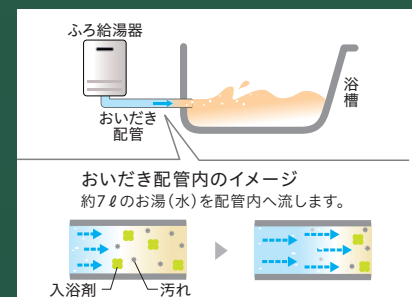 ふろ給湯器
おいだき
配管
浴槽
おいだき配管内のイメージ
約7ℓのお湯(水)を配管内へ流します。
入浴剤
汚れ